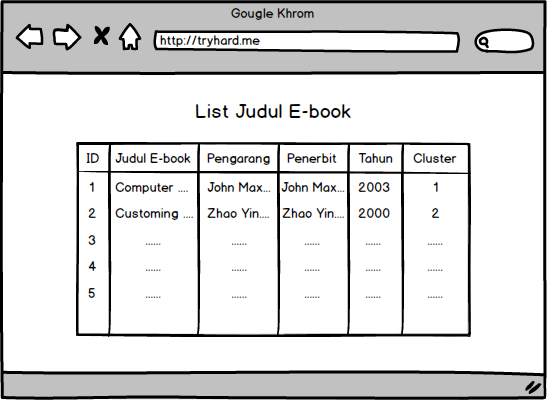 Gougle Khrom
http://tryhard.me
List Judul E-book
ID Judul E-book Pengarang Penerbit Tahun Cluster
1 Computer .... John Max... John Max... 2003 1
2 Customing .... Zhao Yin.... Zhao Yin.... 2000 2
3 ...... ...... ...... ...... ......
4 ...... ...... ...... ...... ......
5 ...... ...... ...... ...... ......